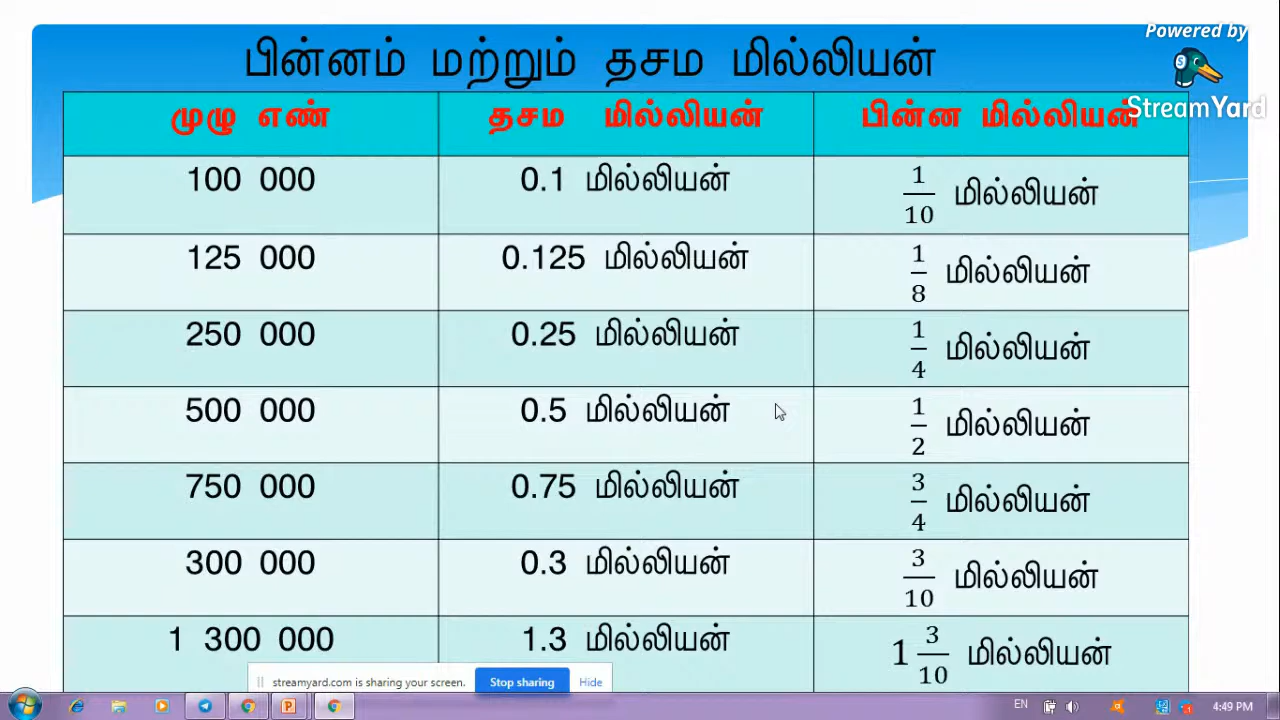 Powered by
StreamYard
பின்னம் மற்றும் தசம மில்லியன்
முழு எண் தசம மில்லியன் பின்ன மில்லியன்
100 000 0.1 மில்லியன் 1/10 மில்லியன்
125 000 0.125 மில்லியன் 1/8 மில்லியன்
250 000 0.25 மில்லியன் 1/4 மில்லியன்
500 000 0.5 மில்லியன் 1/2 மில்லியன்
750 000 0.75 மில்லியன் 3/4 மில்லியன்
300 000 0.3 மில்லியன் 3/10 மில்லியன்
1 300 000 1.3 மில்லியன் 1 3/10 மில்லியன்
streamyard.com is sharing your screen. Stop sharing Hide
EN 4:49 PM